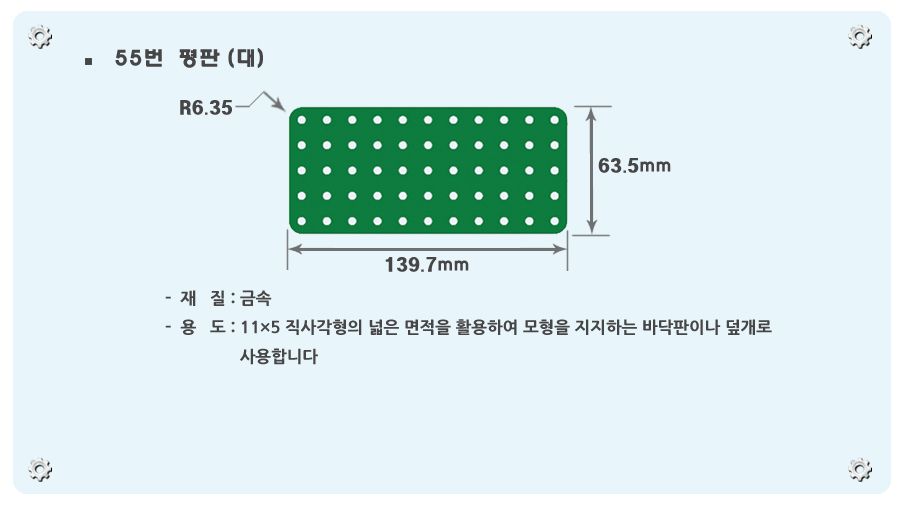 ▪ 55번 평판 (대)
R6.35
63.5mm
139.7mm
- 재 질 : 금속
- 용 도 : 11×5 직사각형의 넓은 면적을 활용하여 모형을 지지하는 바닥판이나 덮개로
사용합니다